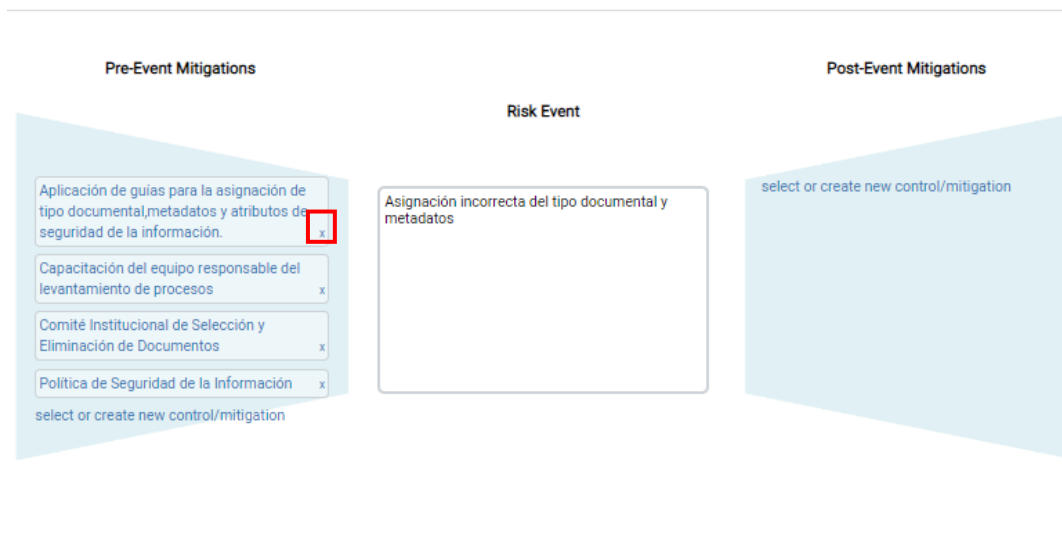 Pre-Event Mitigations
Post-Event Mitigations
Risk Event
Aplicación de guías para la asignación de
tipo documental,metadatos y atributos de
seguridad de la información.
x
Capacitación del equipo responsable del
levantamiento de procesos
x
Comité Institucional de Selección y
Eliminación de Documentos
x
Política de Seguridad de la Información
x
select or create new control/mitigation
Asignación incorrecta del tipo documental y
metadatos
select or create new control/mitigation